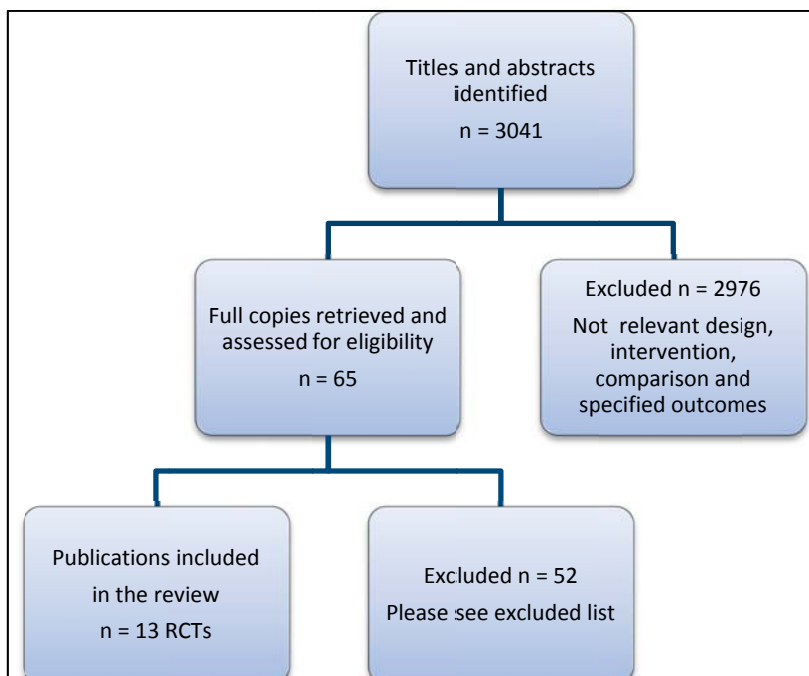 Titles and abstracts
identified
n = 3041
Full copies retrieved and
assessed for eligibility
n = 65
Excluded n = 2976
Not relevant design,
intervention,
comparison and
specified outcomes
Publications included
in the review
n = 13 RCTs
Excluded n = 52
Please see excluded list